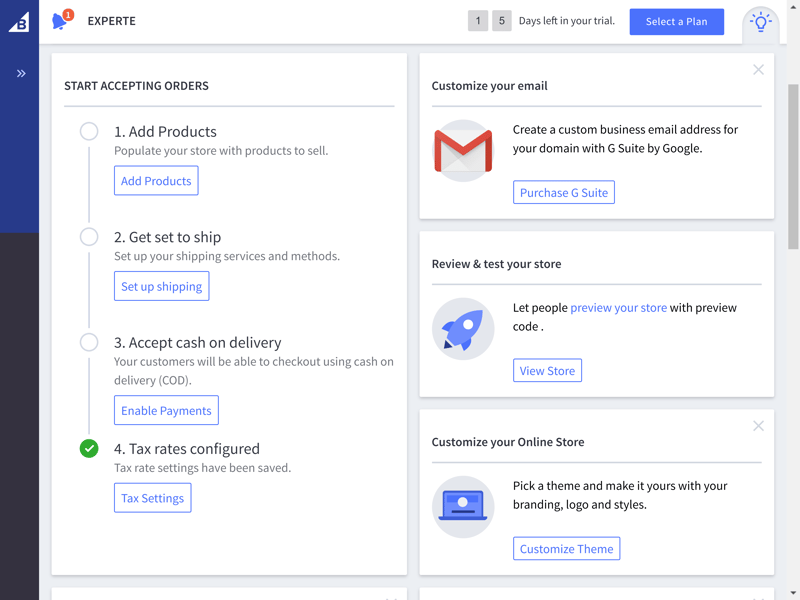 B
1
EXPERTE
1 5 Days left in your trial.
Select a Plan
START ACCEPTING ORDERS
1. Add Products
Populate your store with products to sell.
Add Products
2. Get set to ship
Set up your shipping services and methods.
Set up shipping
3. Accept cash on delivery
Your customers will be able to checkout using cash on
delivery (COD).
Enable Payments
4. Tax rates configured
Tax rate settings have been saved.
Tax Settings
Customize your email
Create a custom business email address for
your domain with G Suite by Google.
Purchase G Suite
Review & test your store
Let people preview your store with preview
code .
View Store
Customize your Online Store
Pick a theme and make it yours with your
branding, logo and styles.
Customize Theme